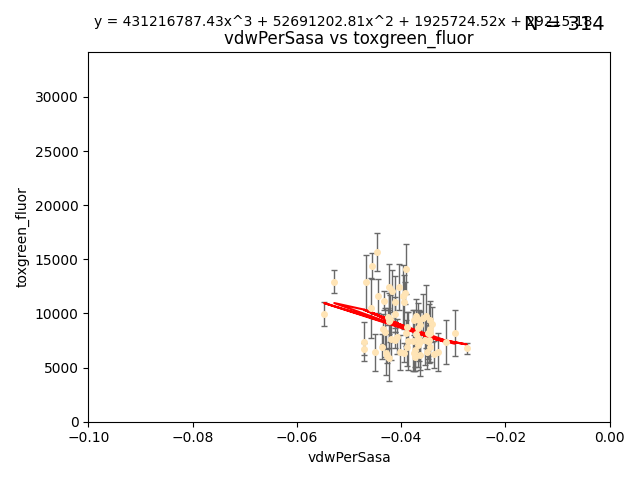 y = 431216787.43x^3 + 52691202.81x^2 + 1925724.52x +
N = 314
vdwPerSasa vs toxgreen_fluor
30000
25000
20000
15000
10000
5000
0
toxgreen_fluor
−0.10 −0.08 −0.06 −0.04 −0.02 0.00
vdwPerSasa